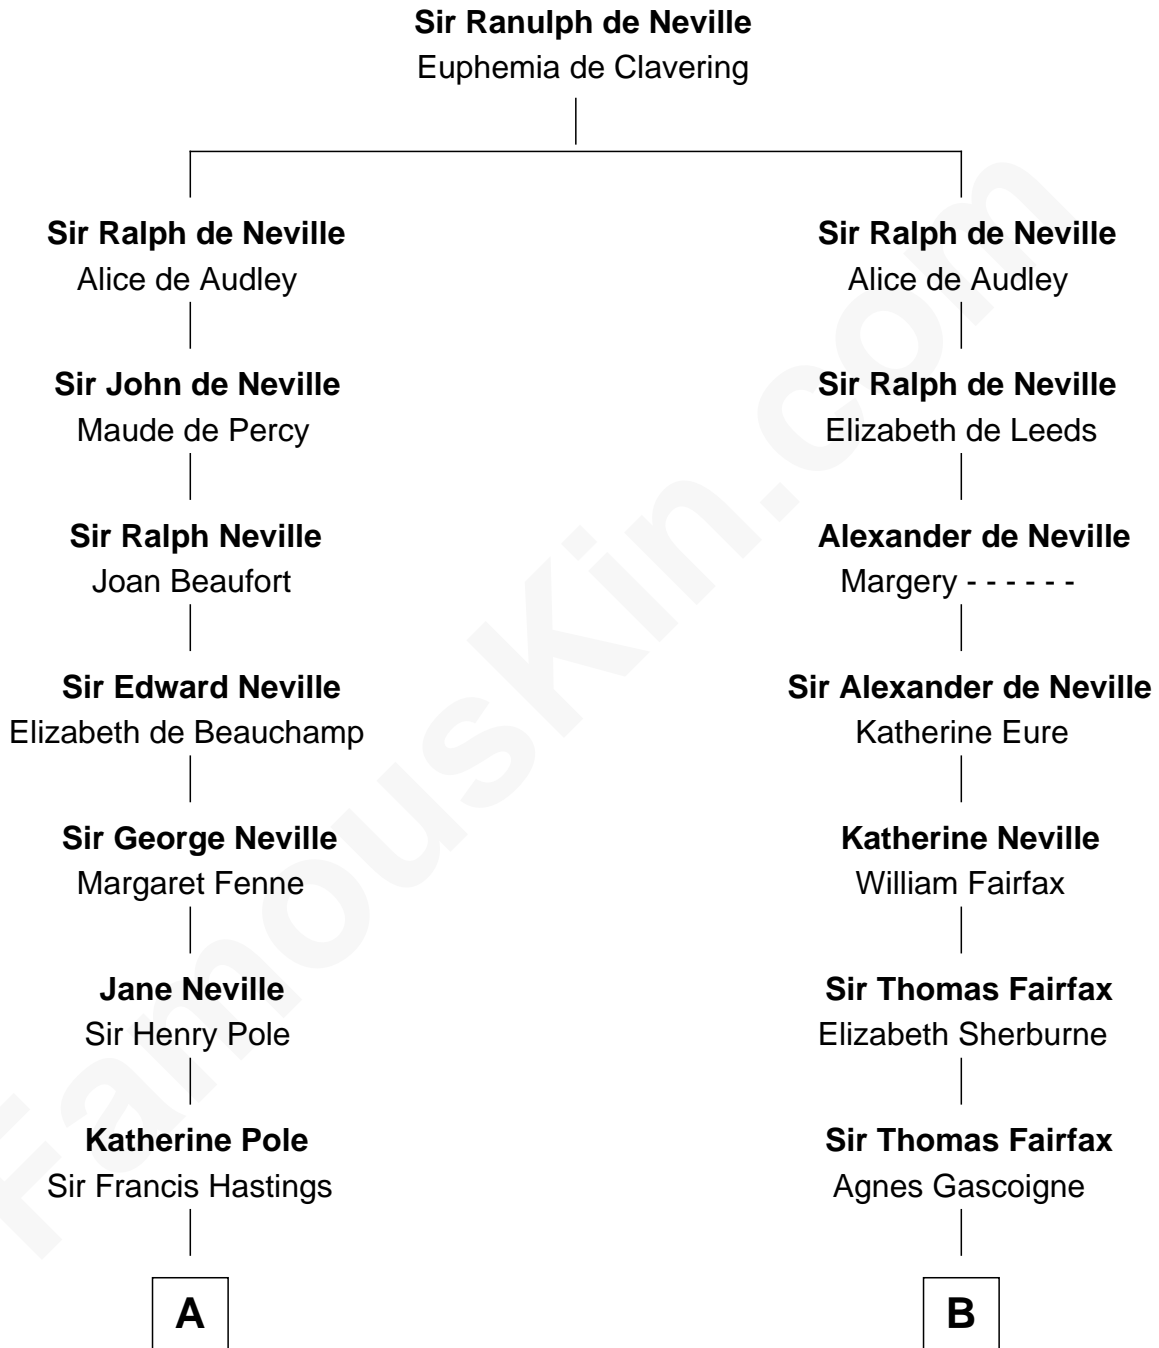 Sir Ranulph de Neville
Euphemia de Clavering
Sir Ralph de Neville
Alice de Audley
Sir John de Neville
Maude de Percy
Sir Ralph Neville
Joan Beaufort
Sir Edward Neville
Elizabeth de Beauchamp
Sir George Neville
Margaret Fenne
Jane Neville
Sir Henry Pole
Katherine Pole
Sir Francis Hastings
A
Sir Ralph de Neville
Alice de Audley
Sir Ralph de Neville
Elizabeth de Leeds
Alexander de Neville
Margery - - - - - -
Sir Alexander de Neville
Katherine Eure
Katherine Neville
William Fairfax
Sir Thomas Fairfax
Elizabeth Sherburne
Sir Thomas Fairfax
Agnes Gascoigne
B
FamousKin.com